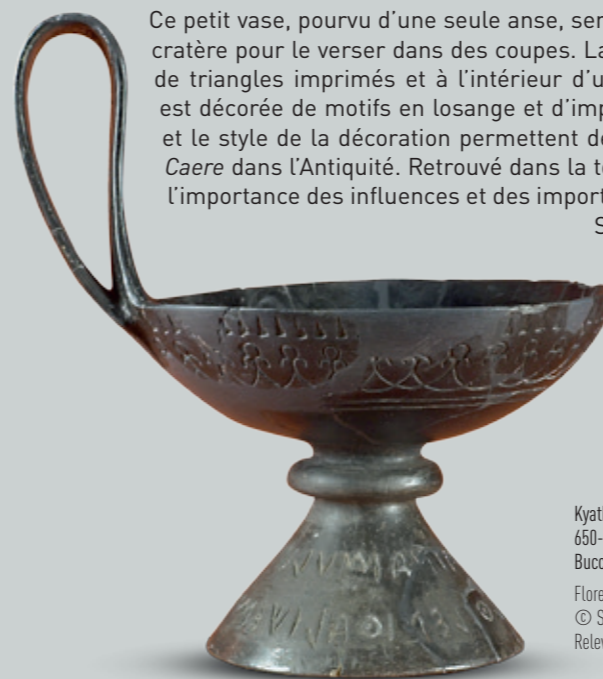 Ce petit vase, pourvu d’une seule anse, ser
cratère pour le verser dans des coupes. La
de triangles imprimés et à l’intérieur d’u
est décorée de motifs en losange et d’imp
et le style de la décoration permettent d
Caere dans l’Antiquité. Retrouvé dans la t
l’importance des influences et des import
S
Kyat
650-
Bucc
Flore
© S
Relev